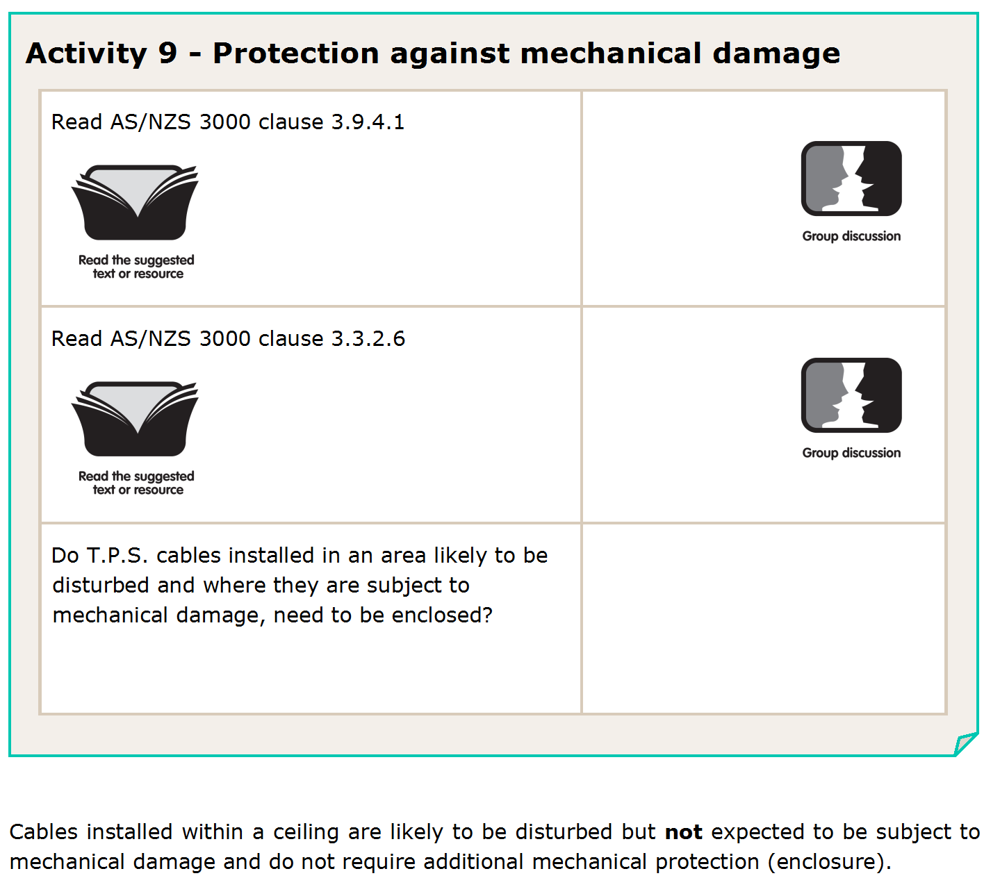 Activity 9 - Protection against mechanical damage
Read AS/NZS 3000 clause 3.9.4.1
Read the suggested
text or resource
Group discussion
Read AS/NZS 3000 clause 3.3.2.6
Read the suggested
text or resource
Group discussion
Do T.P.S. cables installed in an area likely to be
disturbed and where they are subject to
mechanical damage, need to be enclosed?
Cables installed within a ceiling are likely to be disturbed but not expected to be subject to
mechanical damage and do not require additional mechanical protection (enclosure).